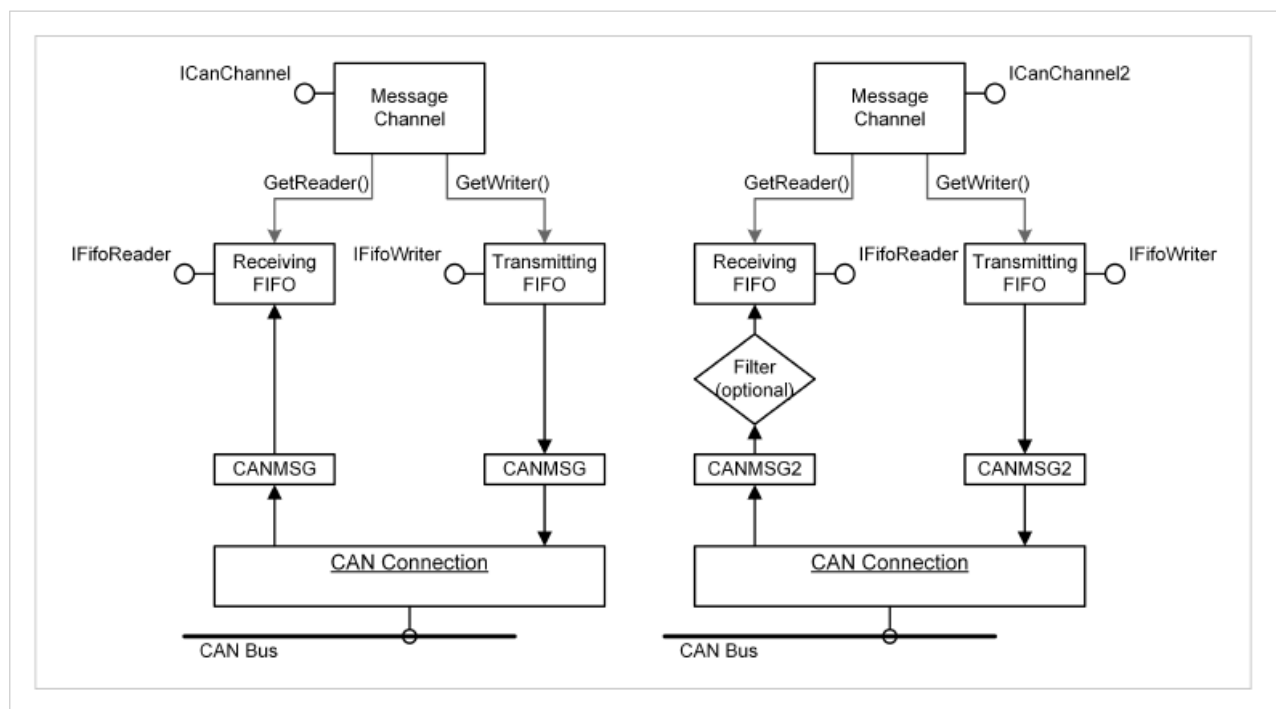 ICanChannel
Message
Channel
GetReader()
GetWriter()
IFifoReader
Receiving
FIFO
IFifoWriter
Transmitting
FIFO
CANMSG
CANMSG
CAN Connection
CAN Bus
ICanChannel2
Message
Channel
GetReader()
GetWriter()
Receiving
FIFO
IFifoReader
Transmitting
FIFO
IFifoWriter
Filter
(optional)
CANMSG2
CANMSG2
CAN Connection
CAN Bus